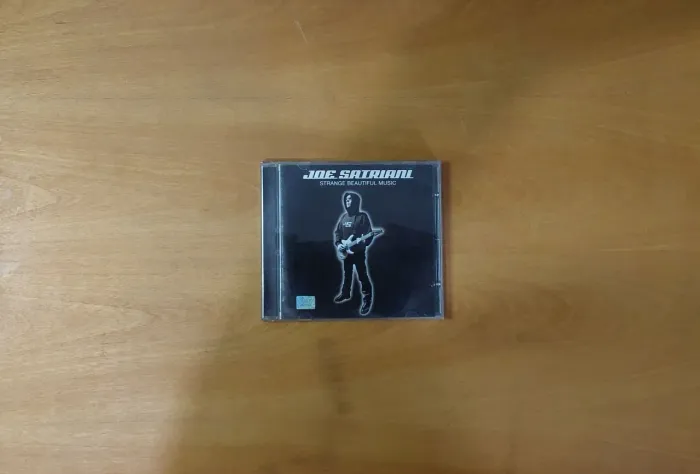 JOE SATRIANI
STRANGE BEAUTIFUL MUSIC